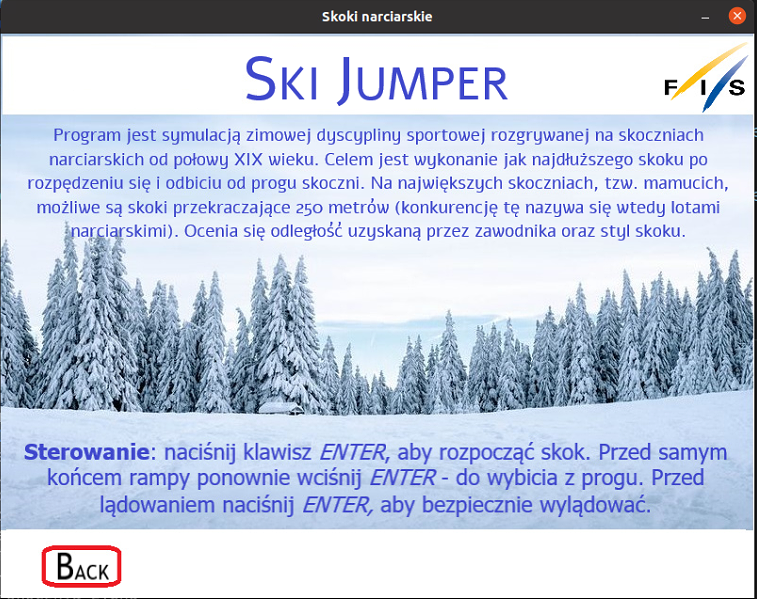 Skoki narciarskie
SKI JUMPER
FIS
Program jest symulacją zimowej dyscypliny sportowej rozgrywanej na skoczniach
narciarskich od połowy XIX wieku. Celem jest wykonanie jak najdłuższego skoku po
rozpędzeniu się i odbiciu od progu skoczni. Na największych skoczniach, tzw. mamucich,
możliwe są skoki przekraczające 250 metrów (konkurencję tę nazywa się wtedy lotami
narciarskimi). Ocenia się odległość uzyskaną przez zawodnika oraz styl skoku.
Sterowanie: naciśnij klawisz ENTER, aby rozpocząć skok. Przed samym
końcem rampy ponownie wciśnij ENTER - do wybicia z progu. Przed
lądowaniem naciśnij ENTER, aby bezpiecznie wylądować.
BACK